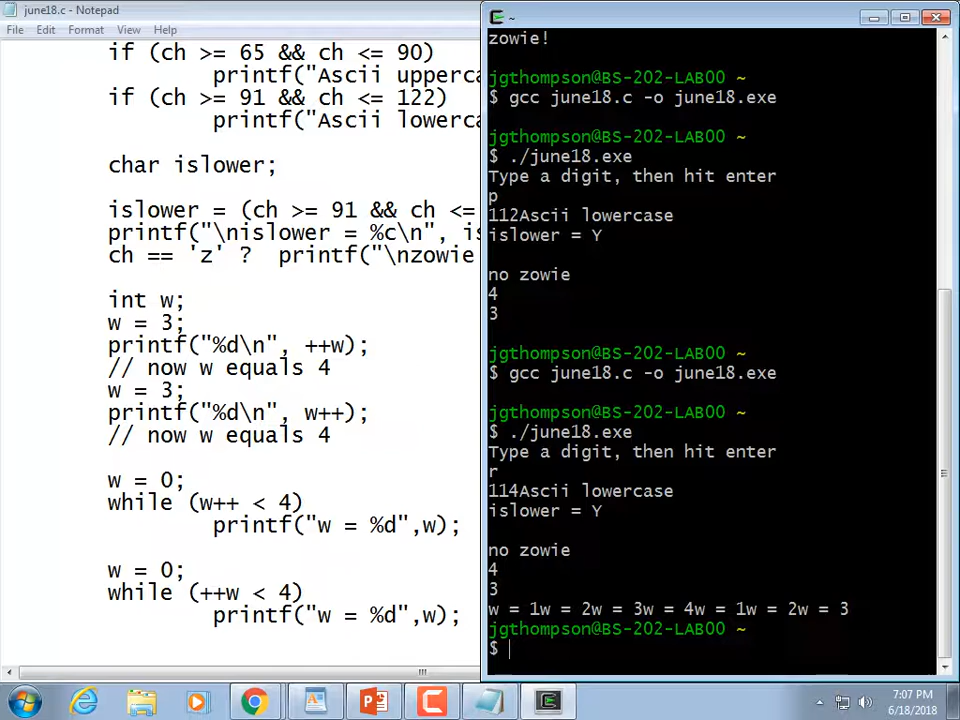 june18.c - Notepad
File Edit Format View Help
if (ch >= 65 && ch <= 90)
printf("Ascii upperca
if (ch >= 91 && ch <= 122)
printf("Ascii lowerca
char islower;
islower = (ch >= 91 && ch <=
printf("\nislower = %c\n", is
ch == 'z' ? printf("\nzowie
int w;
w = 3;
printf("%d\n", ++w);
// now w equals 4
w = 3;
printf("%d\n", w++);
// now w equals 4
w = 0;
while (w++ < 4)
printf("w = %d",w);
w = 0;
while (++w < 4)
printf("w = %d",w);
~
zowie!
jgthompson@BS-202-LAB00 ~
$ gcc june18.c -o june18.exe
jgthompson@BS-202-LAB00 ~
$ ./june18.exe
Type a digit, then hit enter
p
112Ascii lowercase
islower = Y
no zowie
4
3
jgthompson@BS-202-LAB00 ~
$ gcc june18.c -o june18.exe
jgthompson@BS-202-LAB00 ~
$ ./june18.exe
Type a digit, then hit enter
r
114Ascii lowercase
islower = Y
no zowie
4
3
w = 1w = 2w = 3w = 4w = 1w = 2w = 3
jgthompson@BS-202-LAB00 ~
$
7:07 PM
6/18/2018